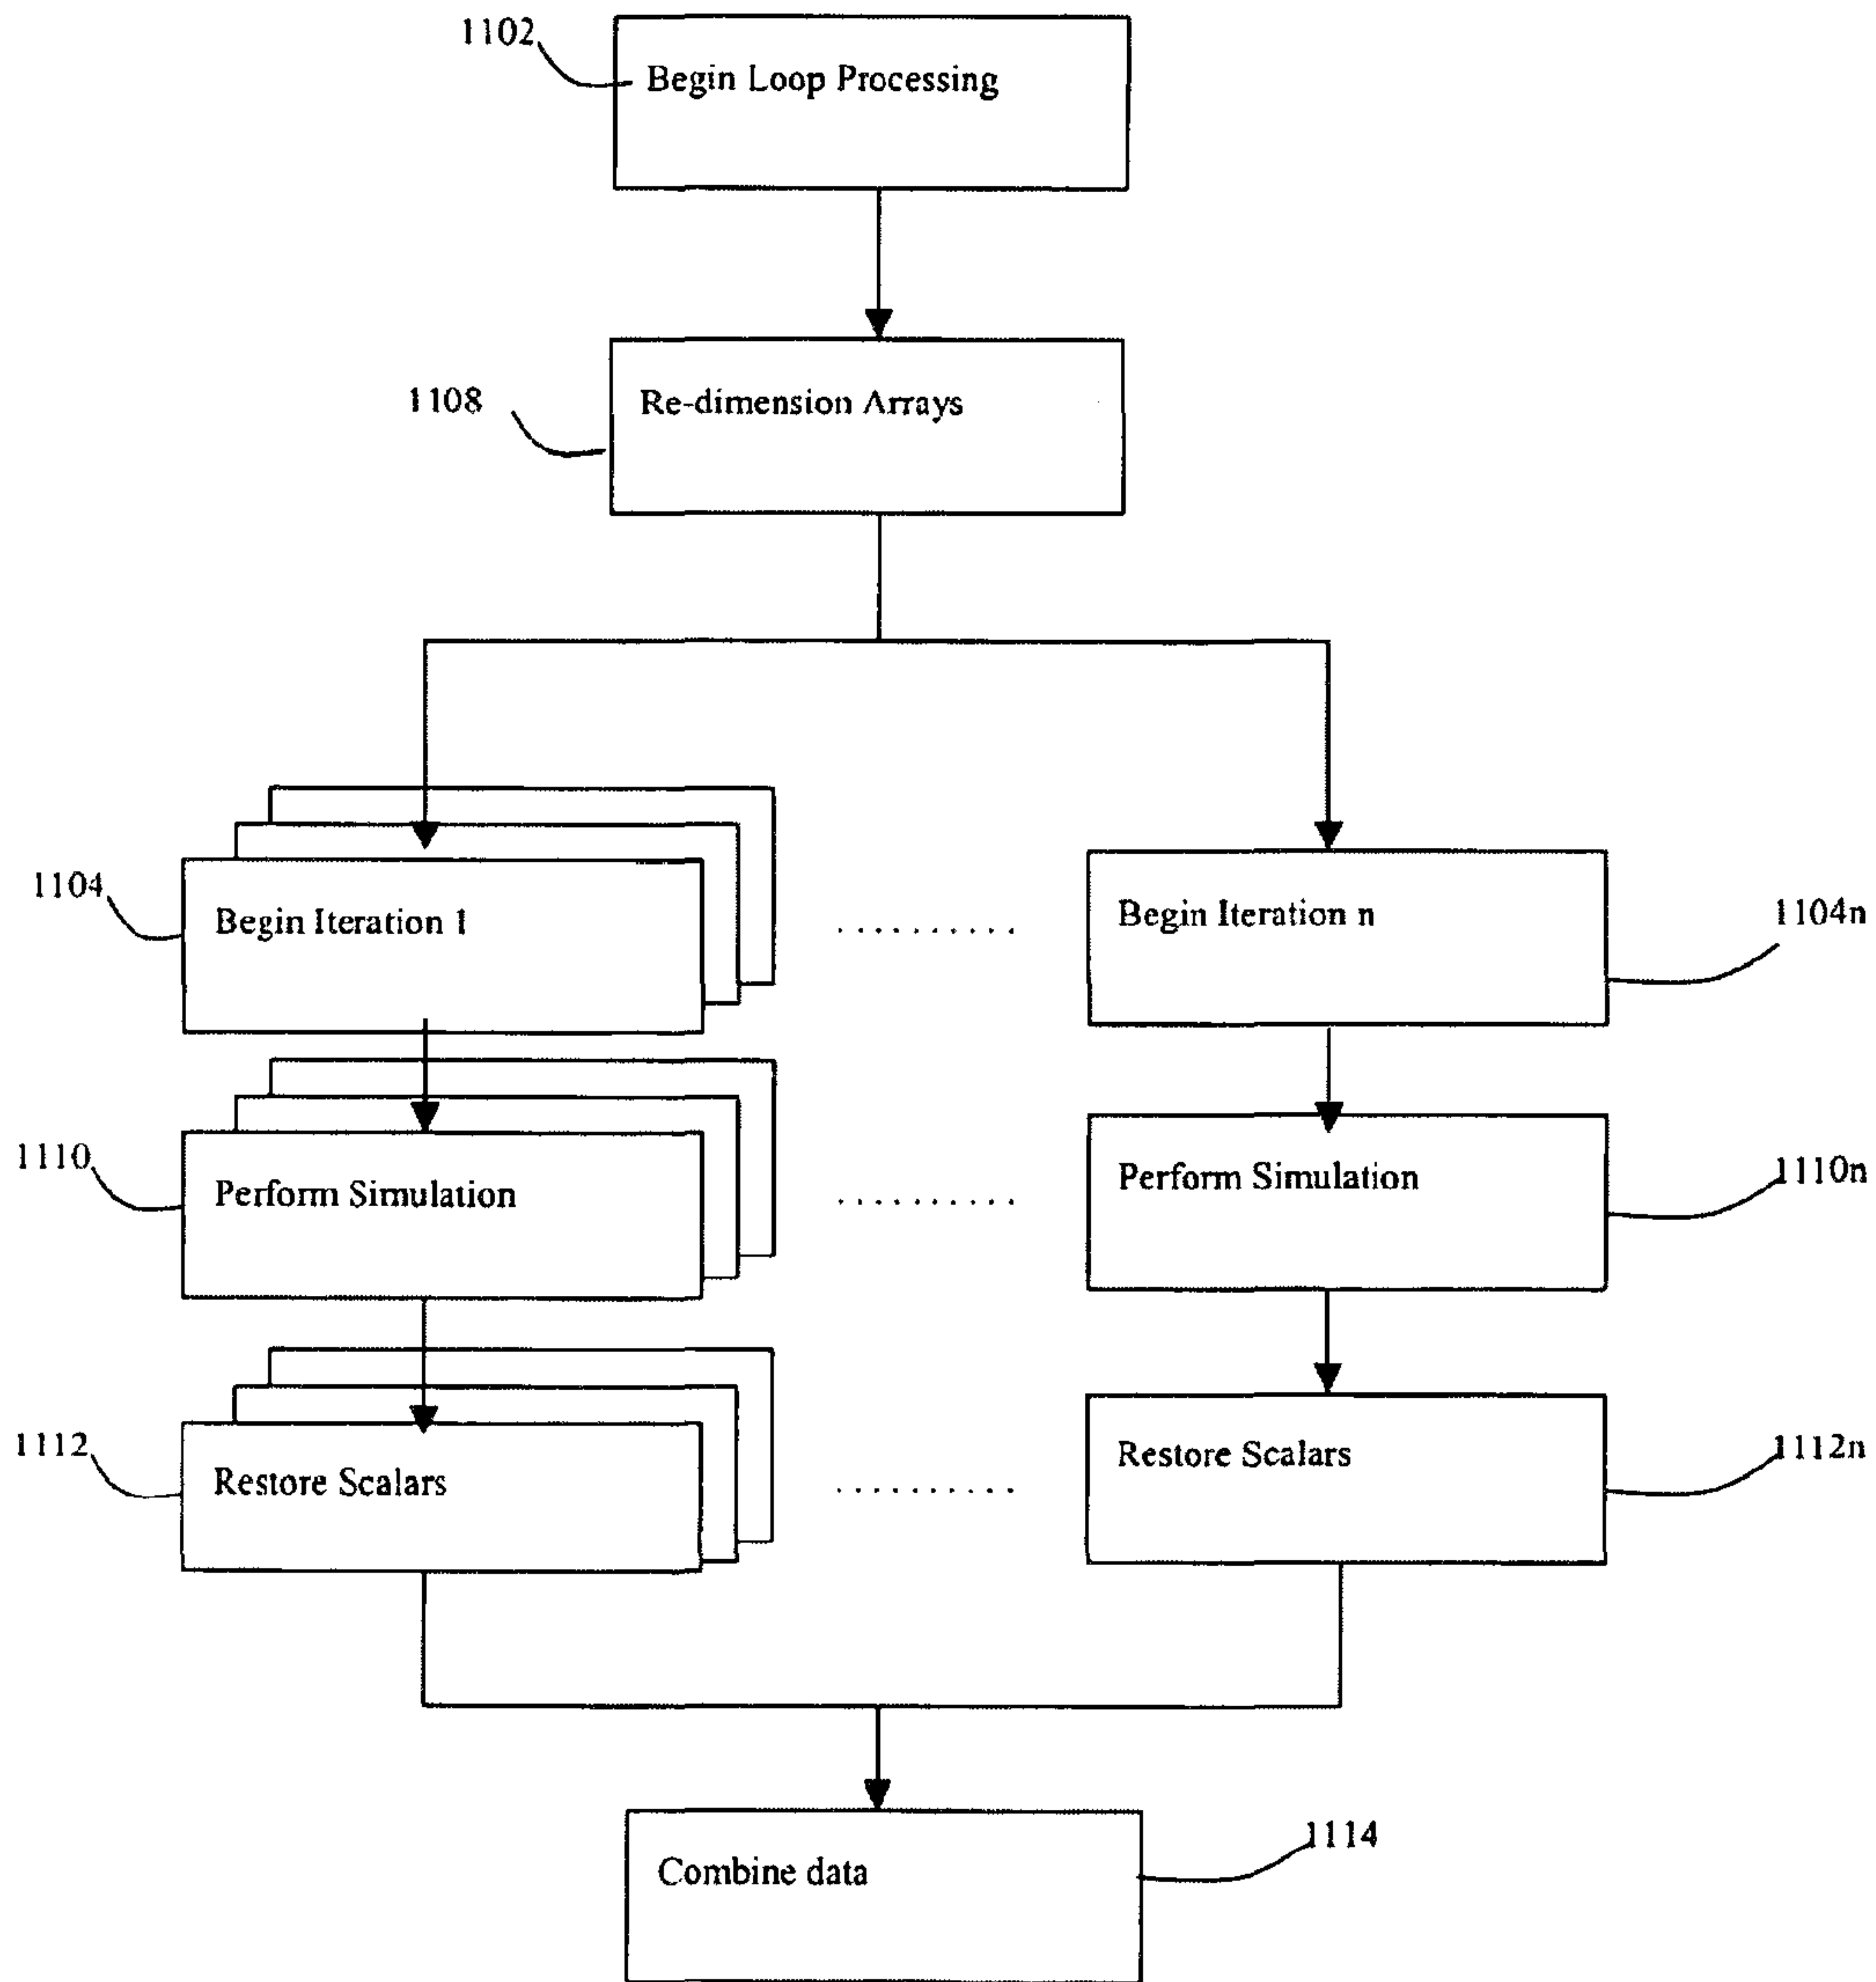 1102
Begin Loop Processing
1108
Re-dimension Arrays
1104
Begin Iteration 1
..........
Begin Iteration n
1104n
1110
Perform Simulation
..........
Perform Simulation
1110n
1112
Restore Scalars
..........
Restore Scalars
1112n
Combine data
1114